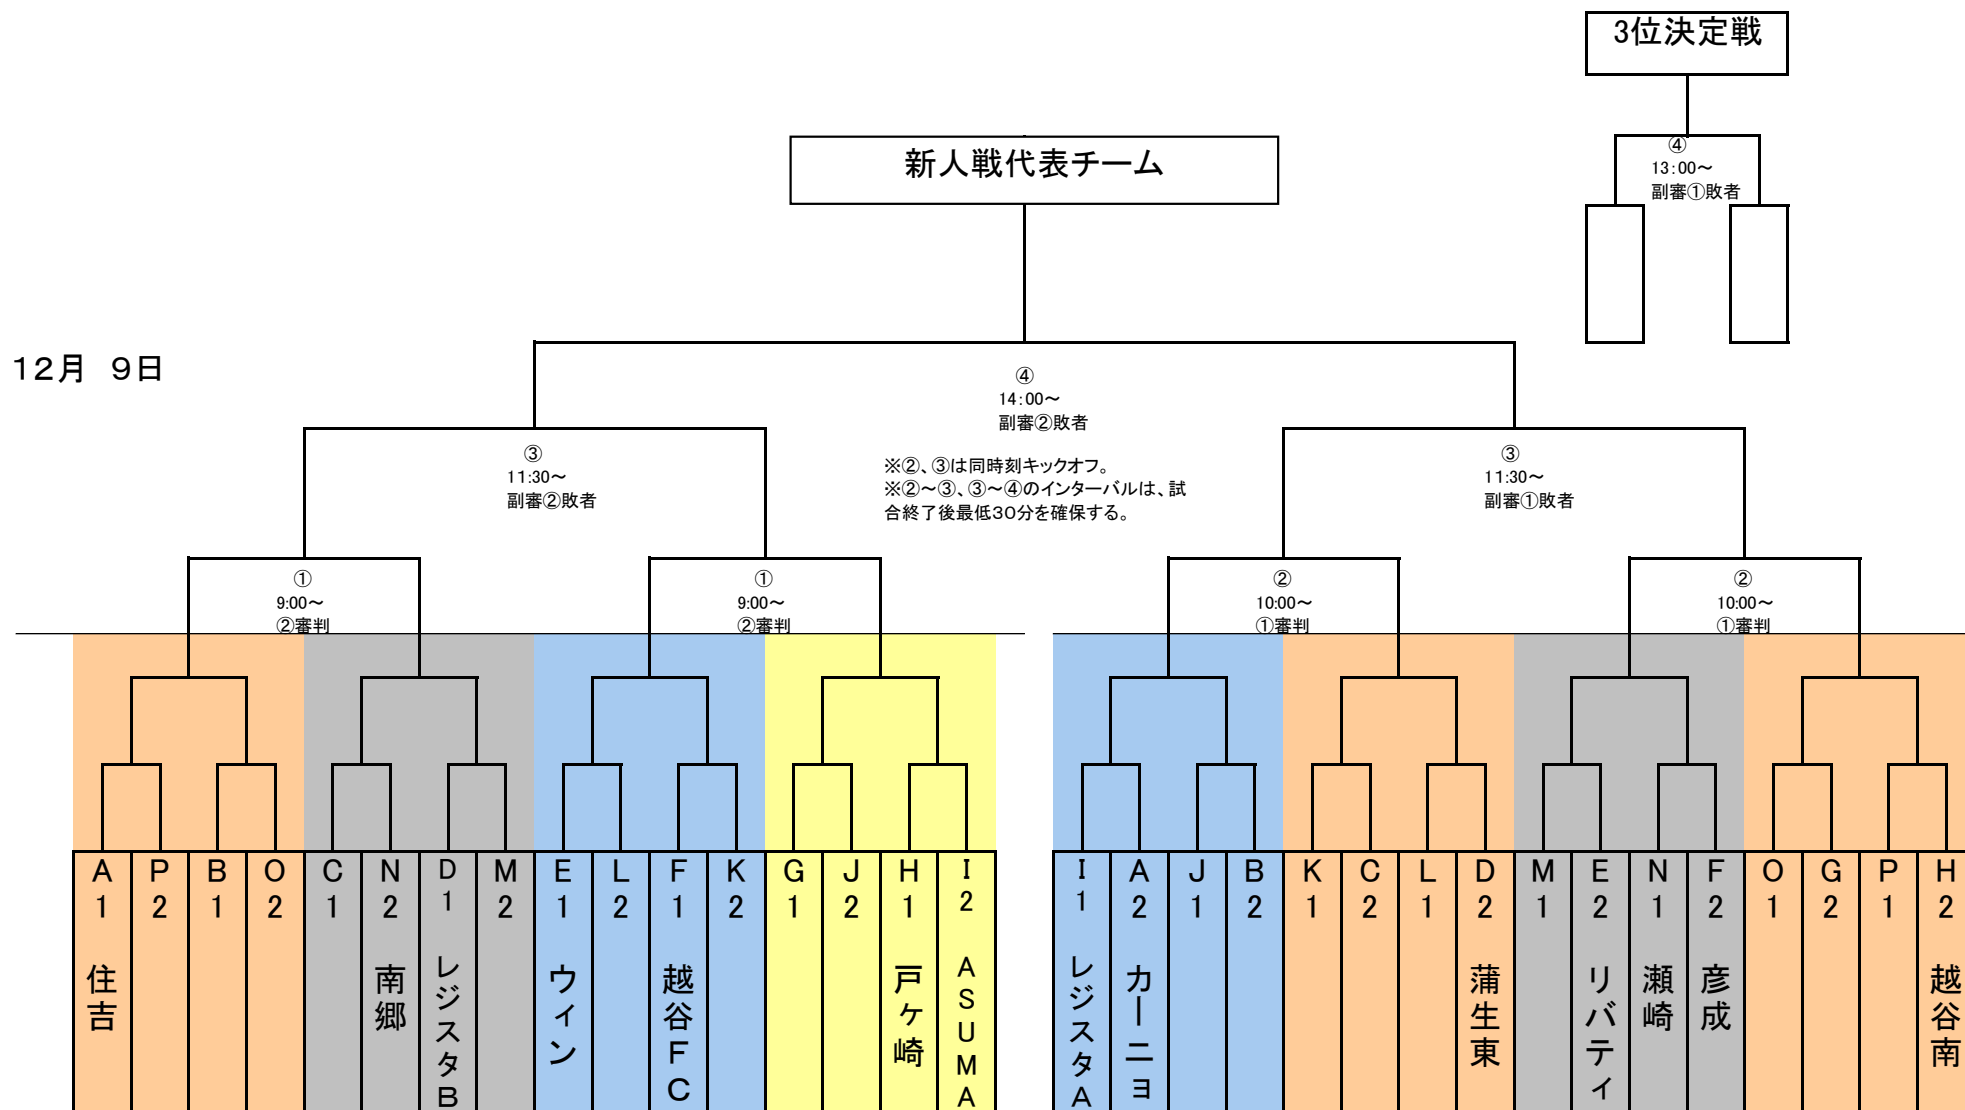 3位決定戦
④
13:00～
副審①敗者
新人戦代表チーム
12月 9日
④
14:00～
副審②敗者
③
11:30～
副審②敗者
※②、③は同時刻キックオフ。
※②～③、③～④のインターバルは、試
合終了後最低30分を確保する。
③
11:30～
副審①敗者
①
9:00～
②審判
①
9:00～
②審判
②
10:00～
①審判
②
10:00～
①審判
A1 住吉
P2
B1
O2
C1
N2 南郷
D1 レジスタB
M2
E1 ウィン
L2
F1 越谷FC
K2
G1
J2
H1 戸ヶ崎
I2 ASUMA
I1 レジスタA
A2 カーニョ
J1
B2
K1
C2
L1
D2 蒲生東
M1
E2 リバティ
N1 瀬崎
F2 彦成
O1
G2
P1
H2 越谷南